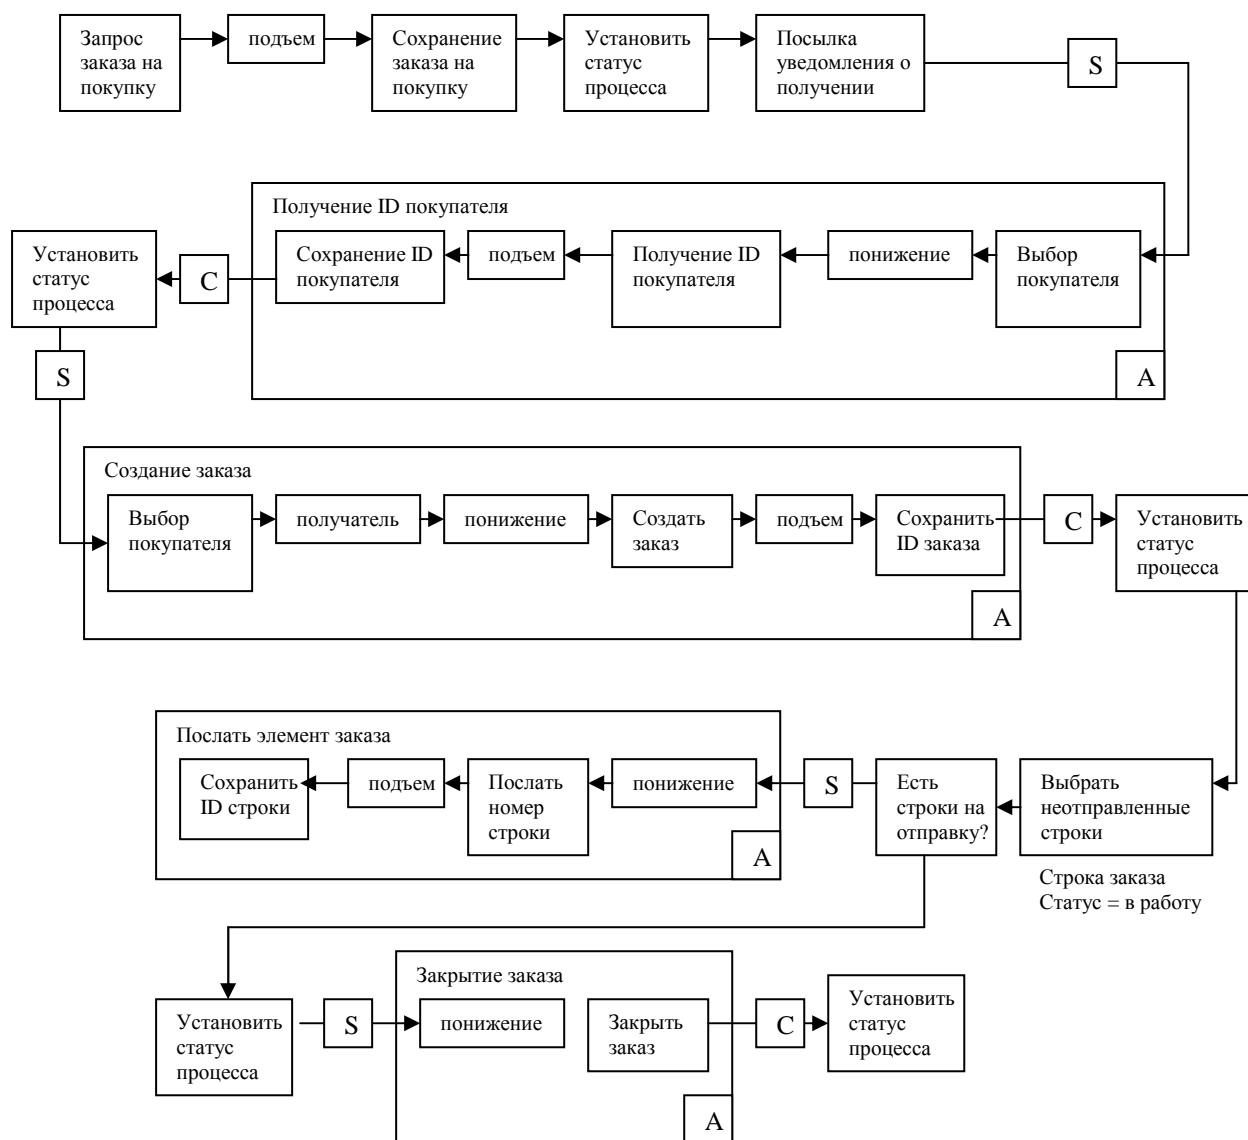 Запрос
заказа на
покупку
подъем
Сохранение
заказа на
покупку
Установить
статус
процесса
Посылка
уведомления о
получении
S
Получение ID покупателя
Установить
статус
процесса
C
Сохранение ID
покупателя
подъем
Получение ID
покупателя
понижение
Выбор
покупателя
S
A
Создание заказа
Выбор
покупателя
получатель
понижение
Создать
заказ
подъем
Сохранить
ID заказа
C
Установить
статус
процесса
A
Послать элемент заказа
Сохранить
ID строки
подъем
Послать
номер
строки
понижение
S
Есть
строки на
отправку?
Выбрать
неотправленные
строки
A
Строка заказа
Статус = в работу
Закрытие заказа
Установить
статус
процесса
S
понижение
Закрыть
заказ
C
Установить
статус
процесса
A